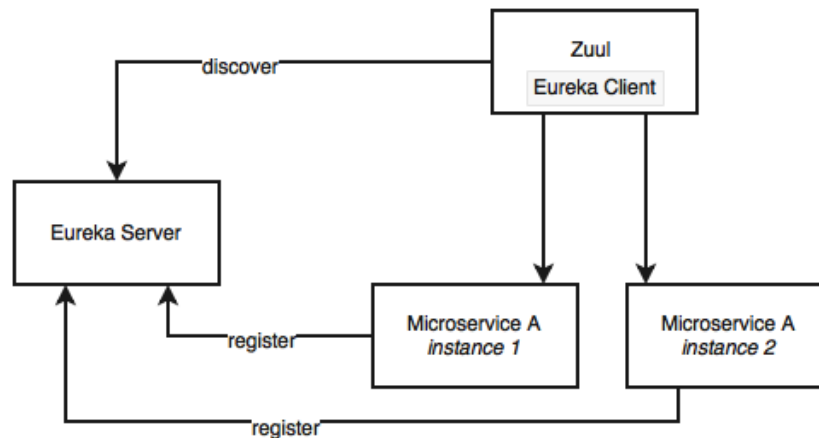 Zuul
discover
Eureka Client
Eureka Server
Microservice A
instance 1
Microservice A
instance 2
register
register